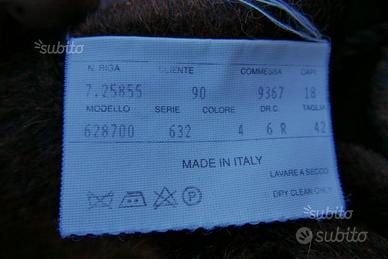 subito
N. RIGA CLIENTE COMMESSA CAPI
7.25855 90 9367 18
MODELLO SERIE COLORE DR.C. TAGLIA
628700 632 4 6 R 42
MADE IN ITALY
LAVARE A SECCO
DRY CLEAN ONLY
P
subito
subito